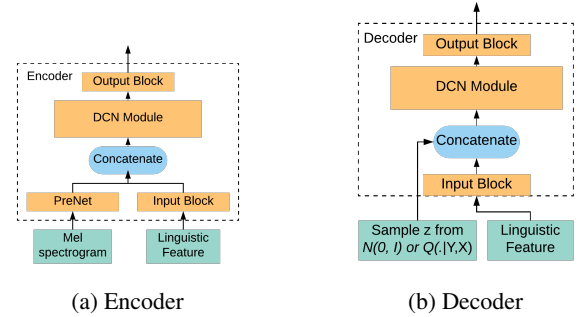 Encoder
Output Block
DCN Module
Concatenate
PreNet
Input Block
Mel
spectrogram
Linguistic
Feature
(a) Encoder
Decoder
Output Block
DCN Module
Concatenate
Input Block
Sample z from
N(0, I) or Q(.|Y,X)
Linguistic
Feature
(b) Decoder